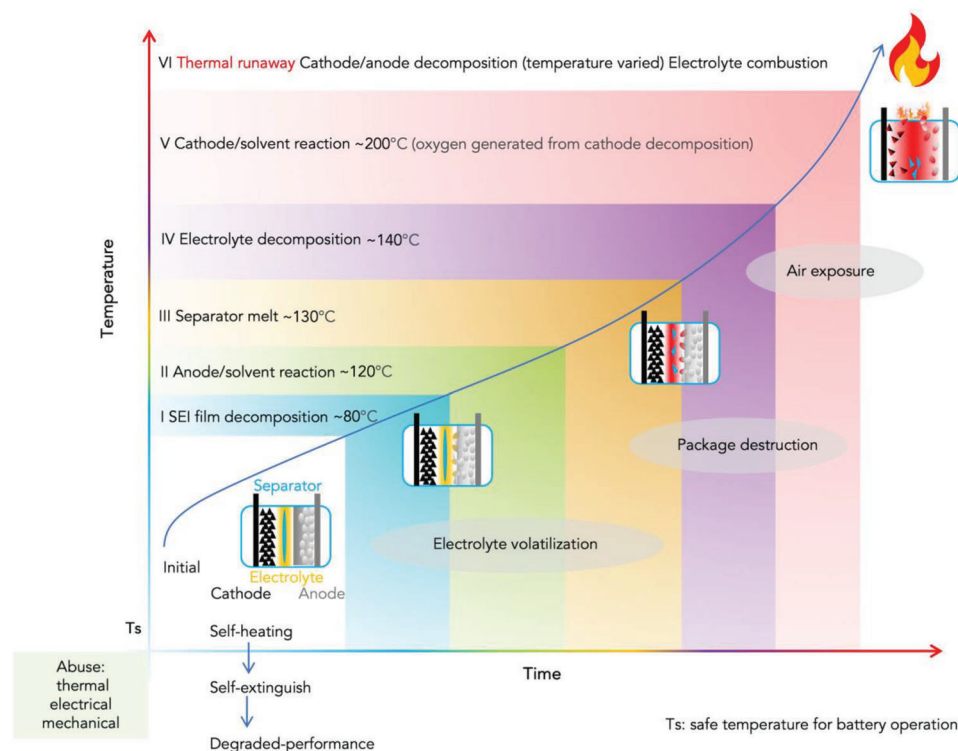 VI Thermal runaway Cathode/anode decomposition (temperature varied) Electrolyte combustion
V Cathode/solvent reaction ~200°C (oxygen generated from cathode decomposition)
IV Electrolyte decomposition ~140°C
Air exposure
Temperature
III Separator melt ~130°C
II Anode/solvent reaction ~120°C
I SEI film decomposition ~80°C
Package destruction
Separator
Electrolyte volatilization
Initial
Electrolyte
Cathode
Anode
Ts
Self-heating
Time
Abuse:
thermal
electrical
mechanical
Self-extinguish
Degraded-performance
Ts: safe temperature for battery operation